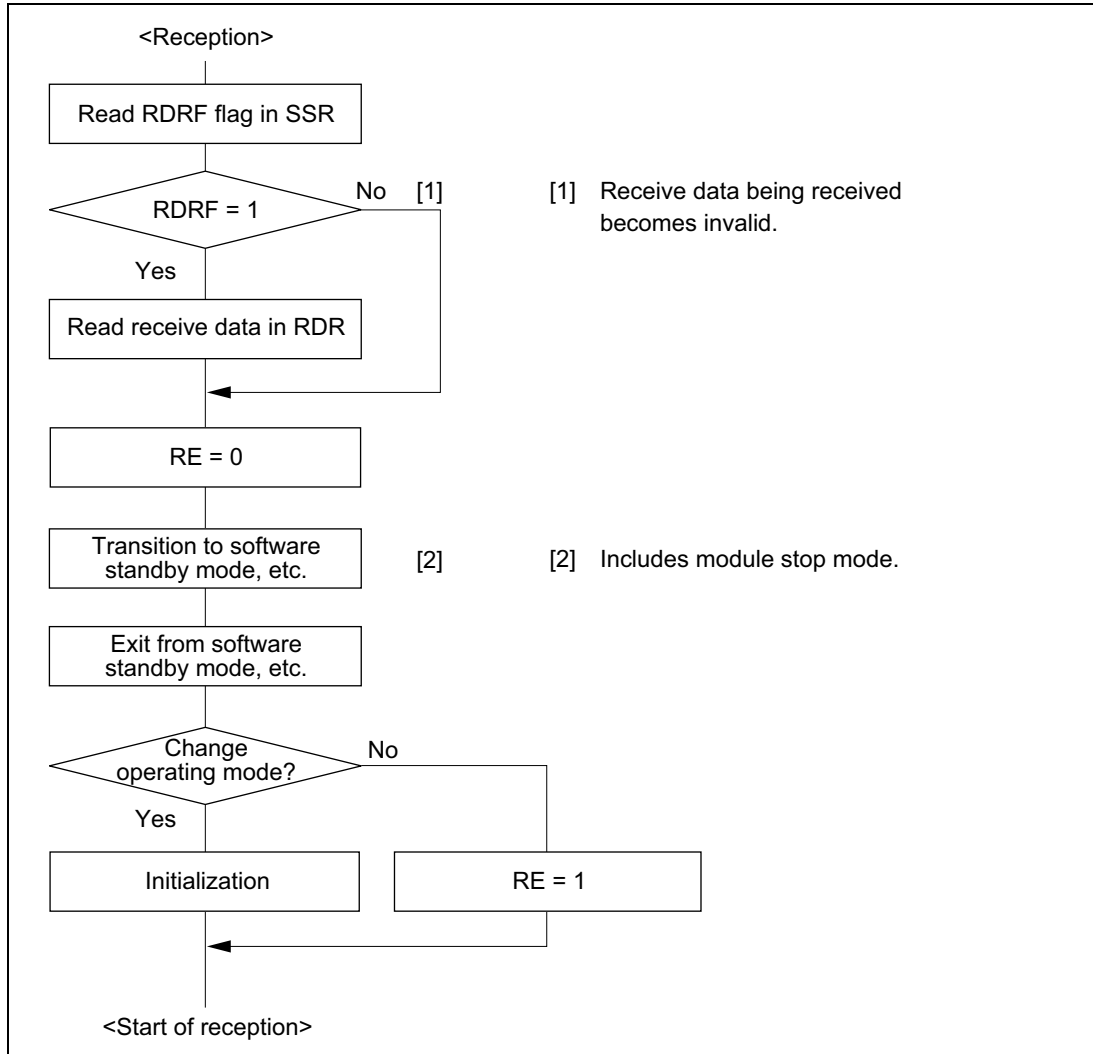 <Reception>
Read RDRF flag in SSR
RDRF = 1
No [1]
[1] Receive data being received
becomes invalid.
Yes
Read receive data in RDR
RE = 0
Transition to software
standby mode, etc.
[2]
[2] Includes module stop mode.
Exit from software
standby mode, etc.
Change
operating mode?
No
Yes
Initialization
RE = 1
<Start of reception>